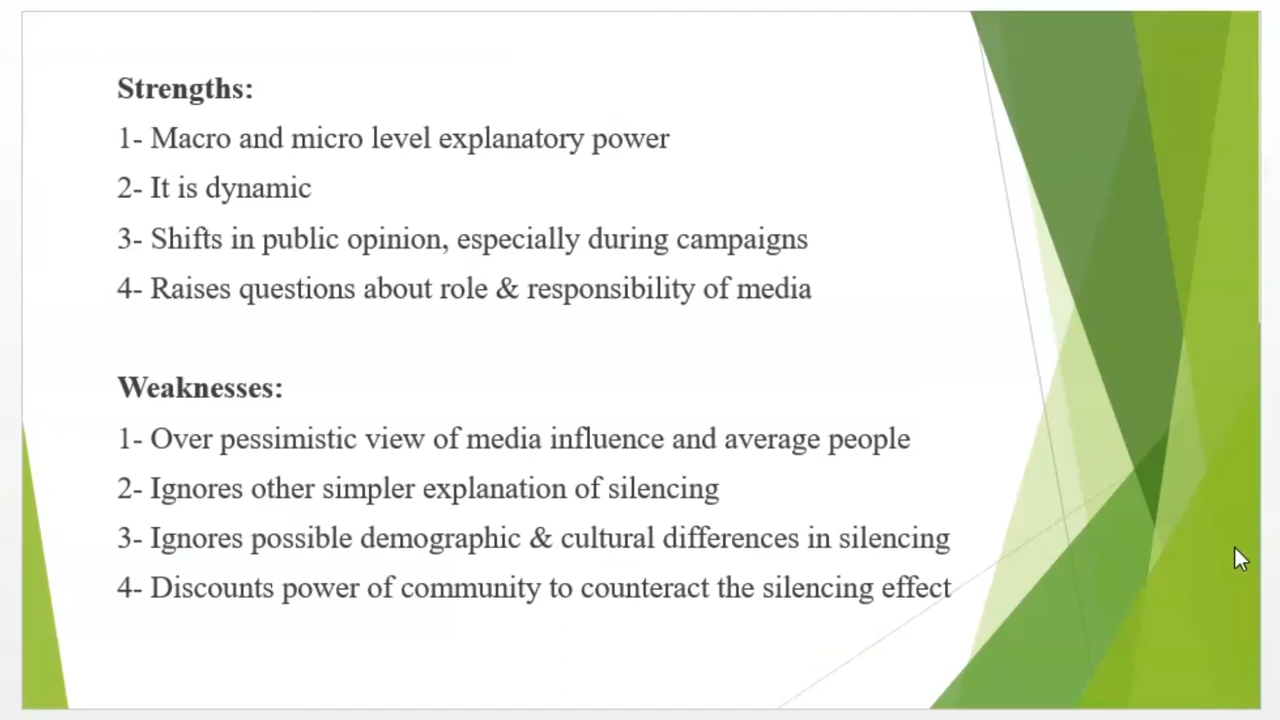 Strengths:
1- Macro and micro level explanatory power
2- It is dynamic
3- Shifts in public opinion, especially during campaigns
4- Raises questions about role & responsibility of media
Weaknesses:
1- Over pessimistic view of media influence and average people
2- Ignores other simpler explanation of silencing
3- Ignores possible demographic & cultural differences in silencing
4- Discounts power of community to counteract the silencing effect